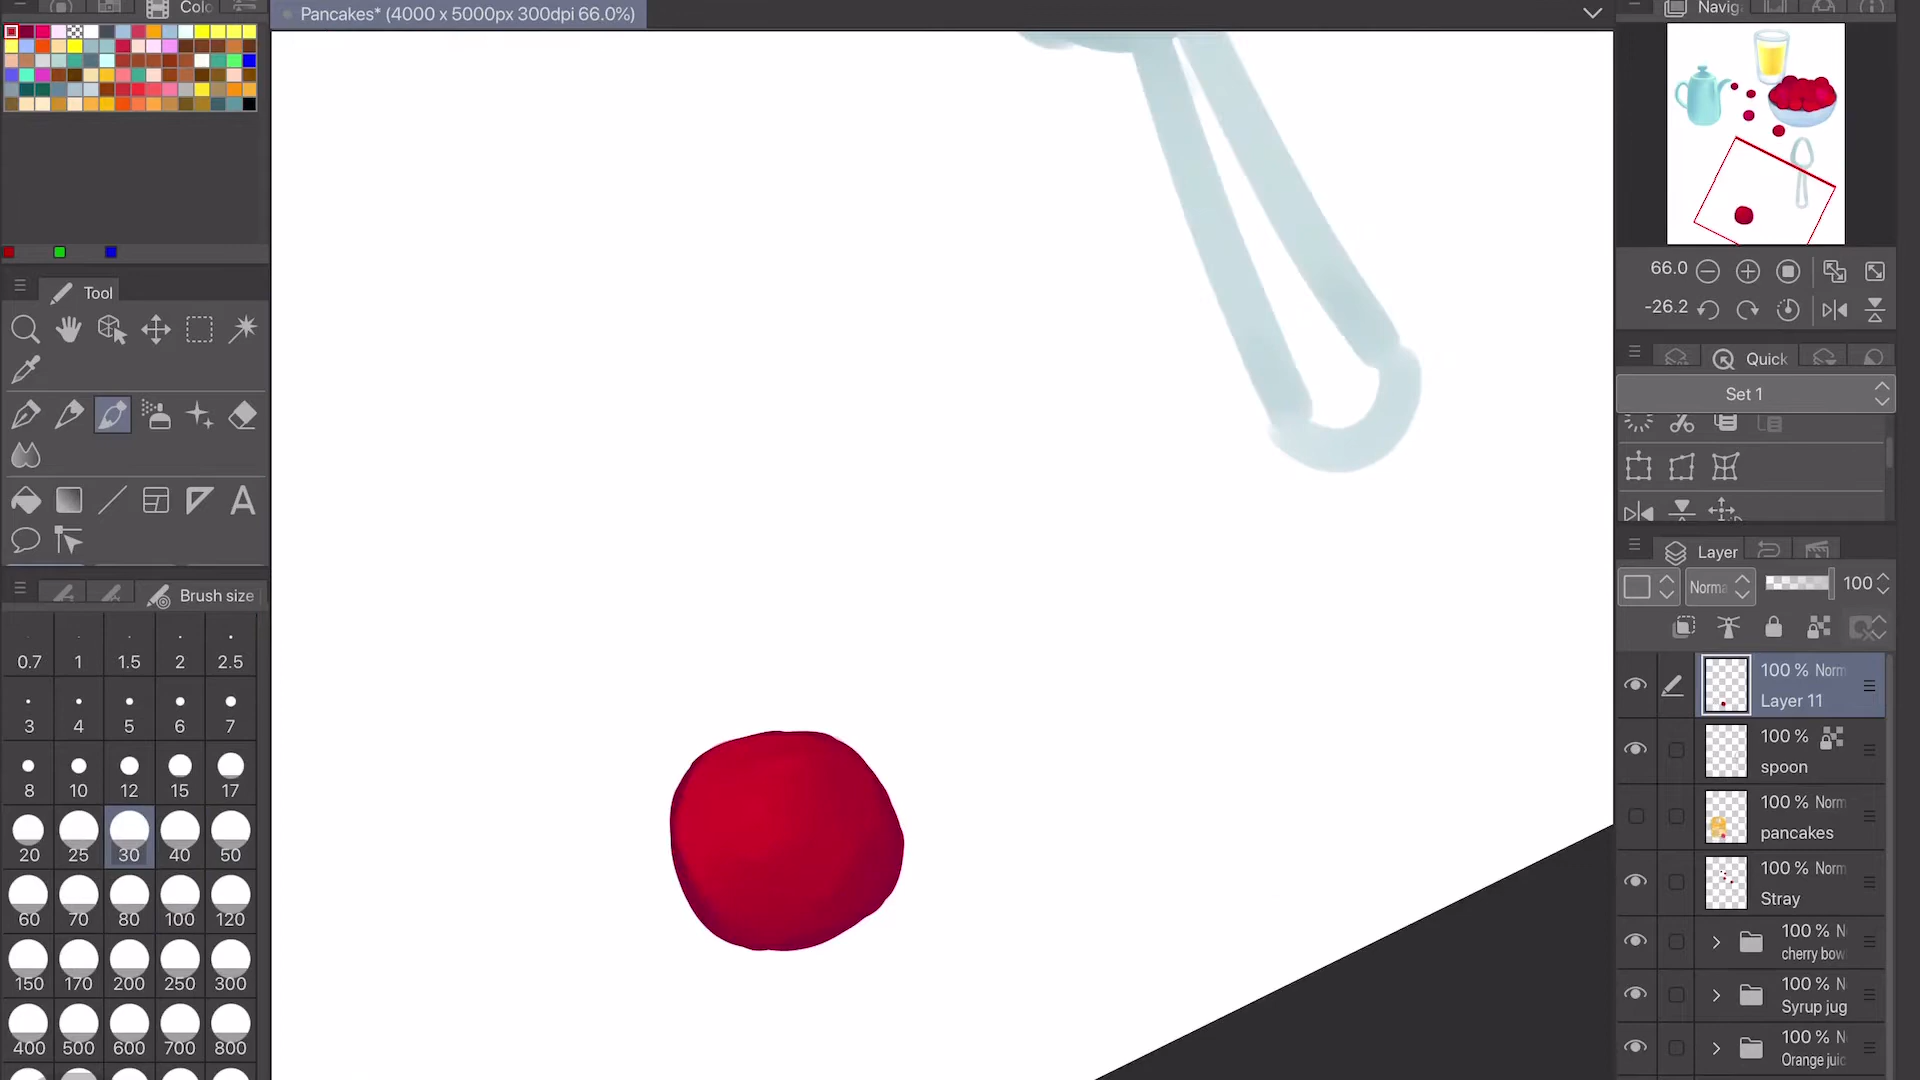 Colo
Pancakes* (4000 x 5000px 300dpi 66.0%)
Navig
Tool
66.0
-26.2
Quick
Set 1
Brush size
0.7 1 1.5 2 2.5
3 4 5 6 7
8 10 12 15 17
20 25 30 40 50
60 70 80 100 120
150 170 200 250 300
400 500 600 700 800
Layer
Norma 100
100 % Norm
Layer 11
100 %
spoon
100 % Norm
pancakes
100 % Norm
Stray
100 % N
cherry bow
100 % N
Syrup jug
100 % N
Orange juic